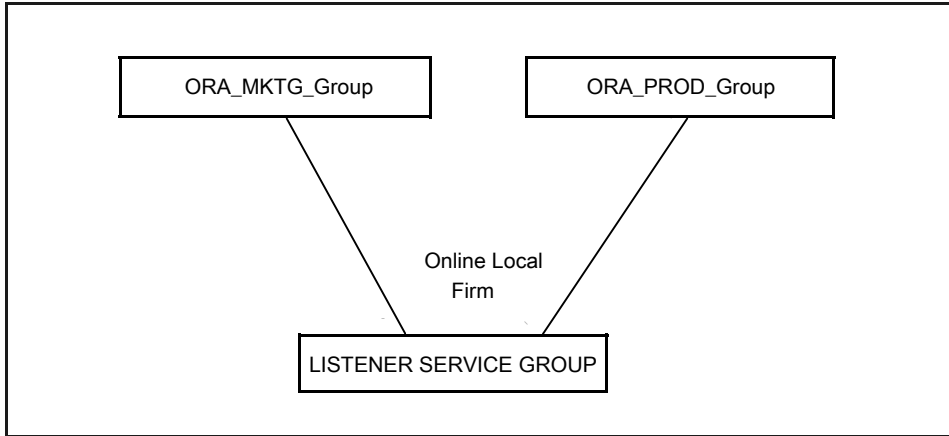 ORA_MKTG_Group
ORA_PROD_Group
Online Local
Firm
LISTENER SERVICE GROUP